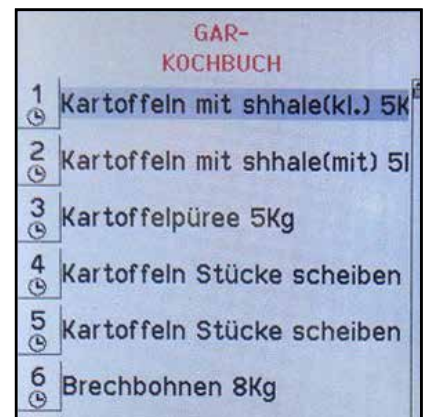 GAR-
KOCHBUCH
1 Kartoffeln mit shhale(kl.) 5K
2 Kartoffeln mit shhale(mit) 5l
3 Kartoffelpüree 5Kg
4 Kartoffeln Stücke scheiben
5 Kartoffeln Stücke scheiben
6 Brechbohnen 8Kg